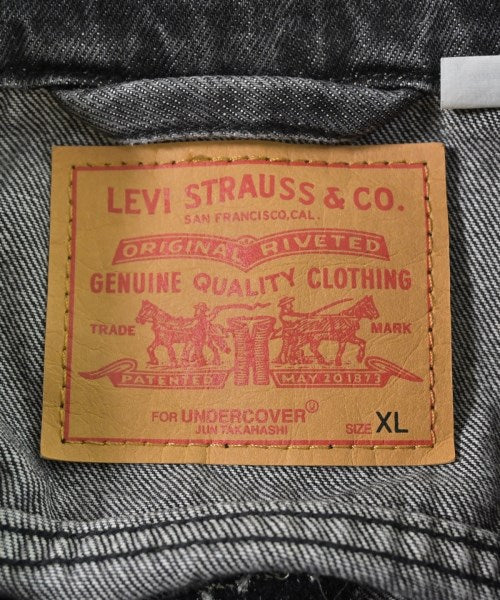 LEVI STRAUSS & CO.
SAN FRANCISCO, CAL.
ORIGINAL RIVETED
GENUINE QUALITY CLOTHING
TRADE MARK
PATENTED MAY 20 1873
FOR UNDERCOVER Ⓤ
JUN TAKAHASHI
SIZE XL